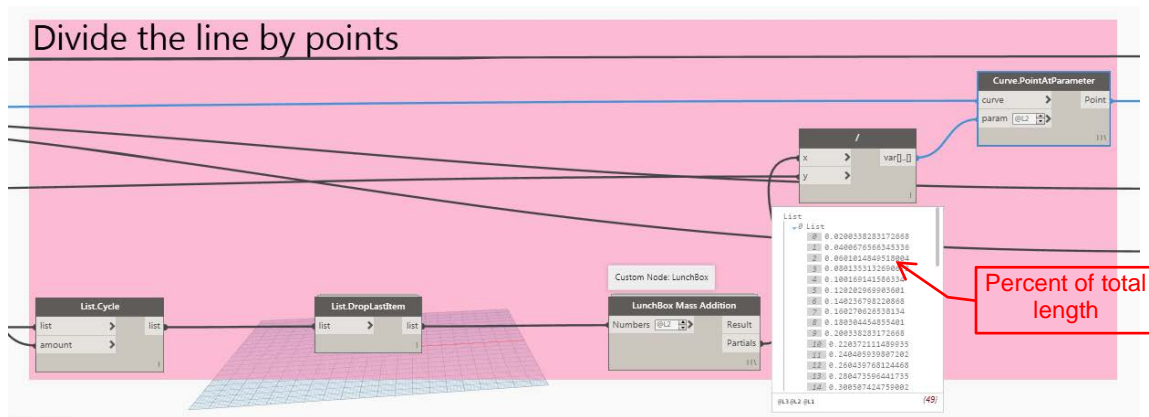 Divide the line by points
Curve.PointAtParameter
curve > Point
param @L2 >
/
x > var[]..[]
y >
List
0 List
0 0.0200338283172668
1 0.0400676566345336
2 0.0601014849518004
3 0.080135313269067
4 0.100169141586334
5 0.120202969903601
6 0.140236798220868
7 0.160270626538134
8 0.180304454855401
9 0.200338283172668
10 0.220372111489935
11 0.240405939807202
12 0.260439768124468
13 0.280473596441735
14 0.300507424759002
@L3 @L2 @L1 (49)
Percent of total
length
Custom Node: LunchBox
List.Cycle
list > list
amount >
List.DropLastItem
list > list
LunchBox Mass Addition
Numbers @L2 > Result
Partials